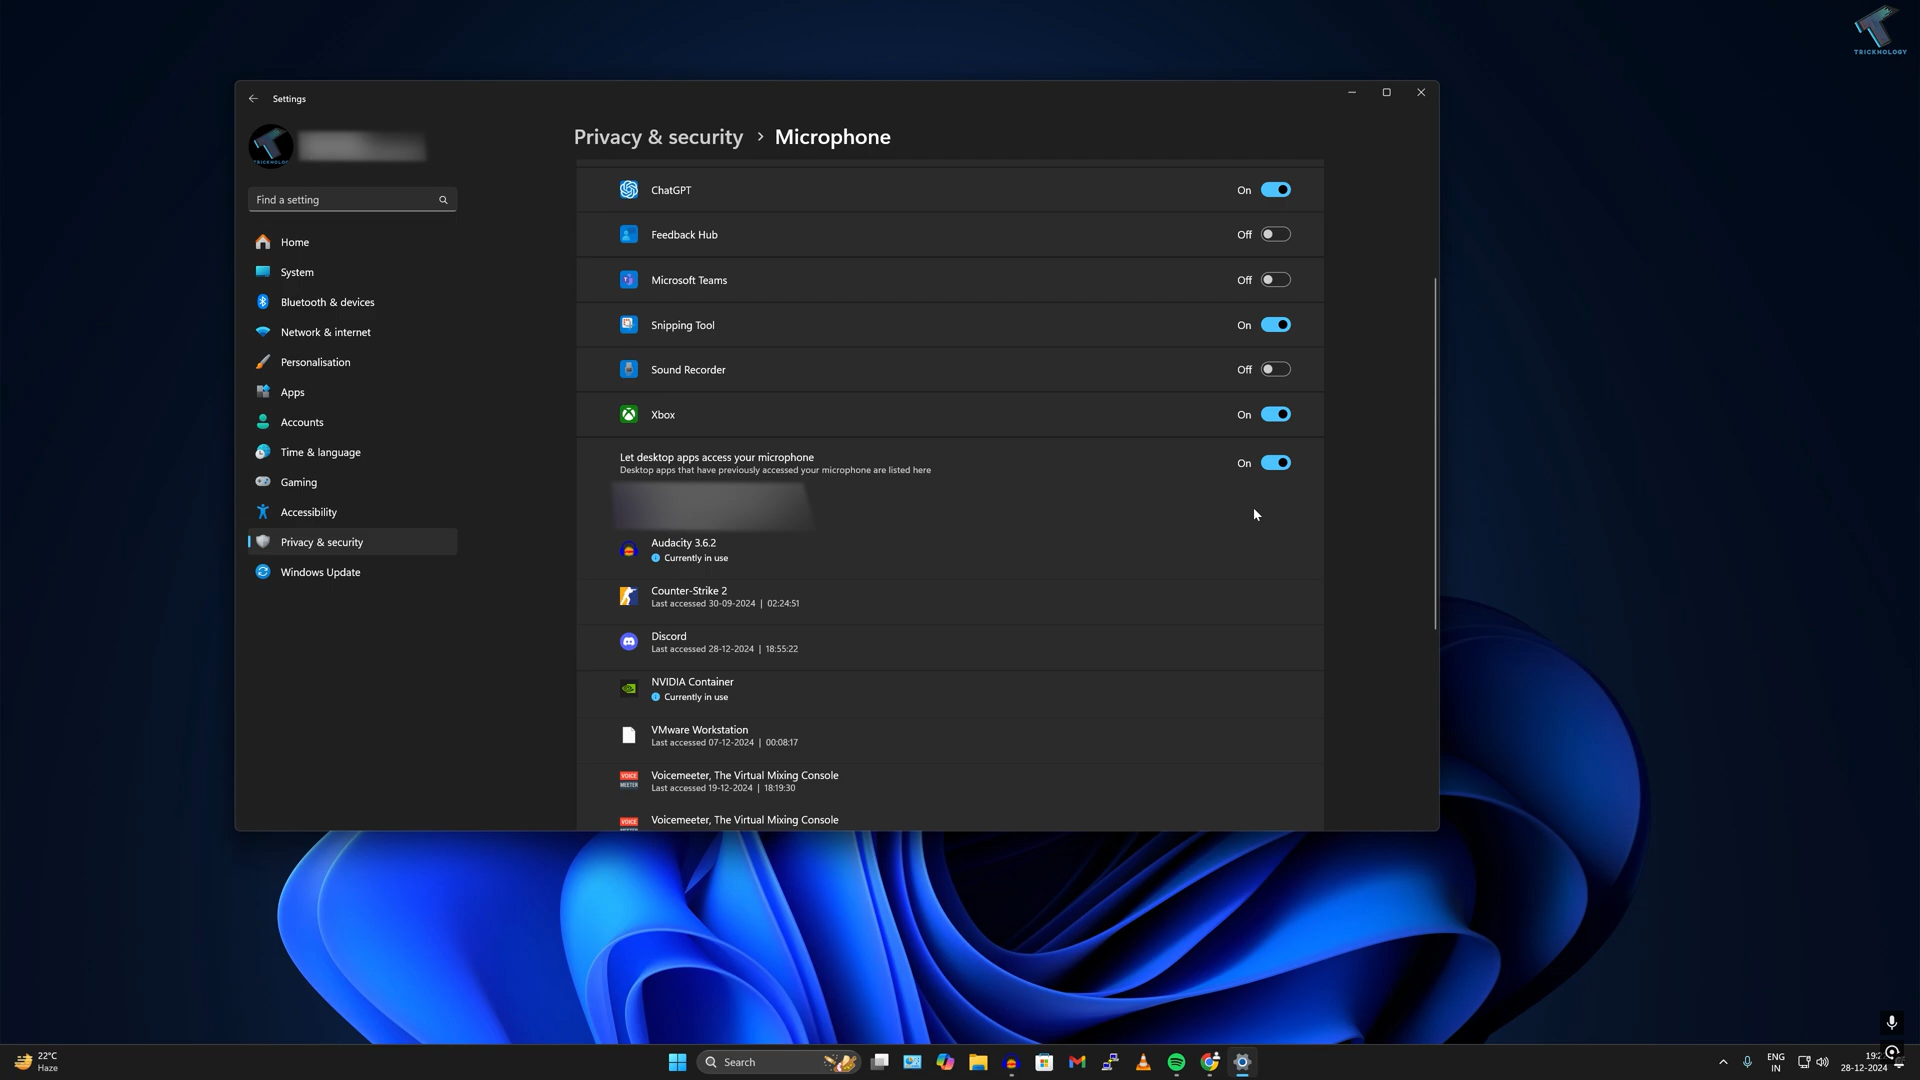 TRICKNOLOGY
Settings
Find a setting
Home
System
Bluetooth & devices
Network & internet
Personalisation
Apps
Accounts
Time & language
Gaming
Accessibility
Privacy & security
Windows Update
Privacy & security > Microphone
ChatGPT On
Feedback Hub Off
Microsoft Teams Off
Snipping Tool On
Sound Recorder Off
Xbox On
Let desktop apps access your microphone On
Desktop apps that have previously accessed your microphone are listed here
Audacity 3.6.2
Currently in use
Counter-Strike 2
Last accessed 30-09-2024 | 02:24:51
Discord
Last accessed 28-12-2024 | 18:55:22
NVIDIA Container
Currently in use
VMware Workstation
Last accessed 07-12-2024 | 00:08:17
VOICE
MEETER
Voicemeeter, The Virtual Mixing Console
Last accessed 19-12-2024 | 18:19:30
VOICE
Voicemeeter, The Virtual Mixing Console
22°C
Haze
Search
ENG
IN
28-12-2024